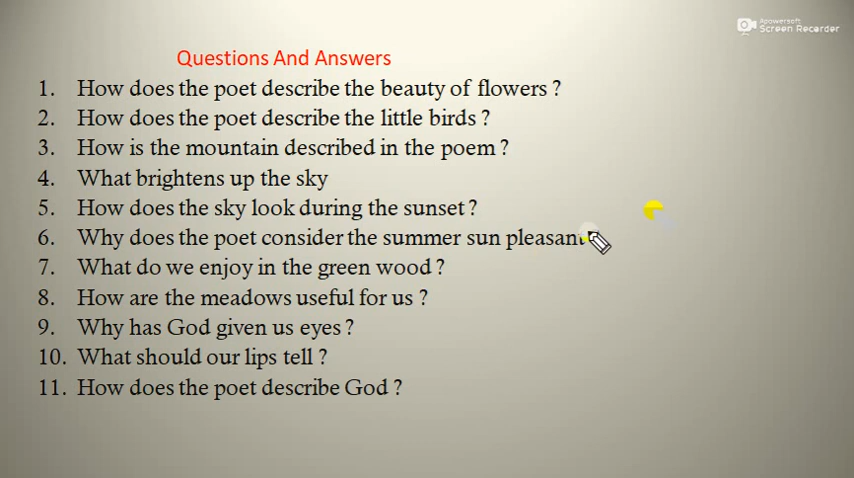 Apowersoft
Screen Recorder
Questions And Answers
1. How does the poet describe the beauty of flowers ?
2. How does the poet describe the little birds ?
3. How is the mountain described in the poem ?
4. What brightens up the sky
5. How does the sky look during the sunset ?
6. Why does the poet consider the summer sun pleasant
7. What do we enjoy in the green wood ?
8. How are the meadows useful for us ?
9. Why has God given us eyes ?
10. What should our lips tell ?
11. How does the poet describe God ?